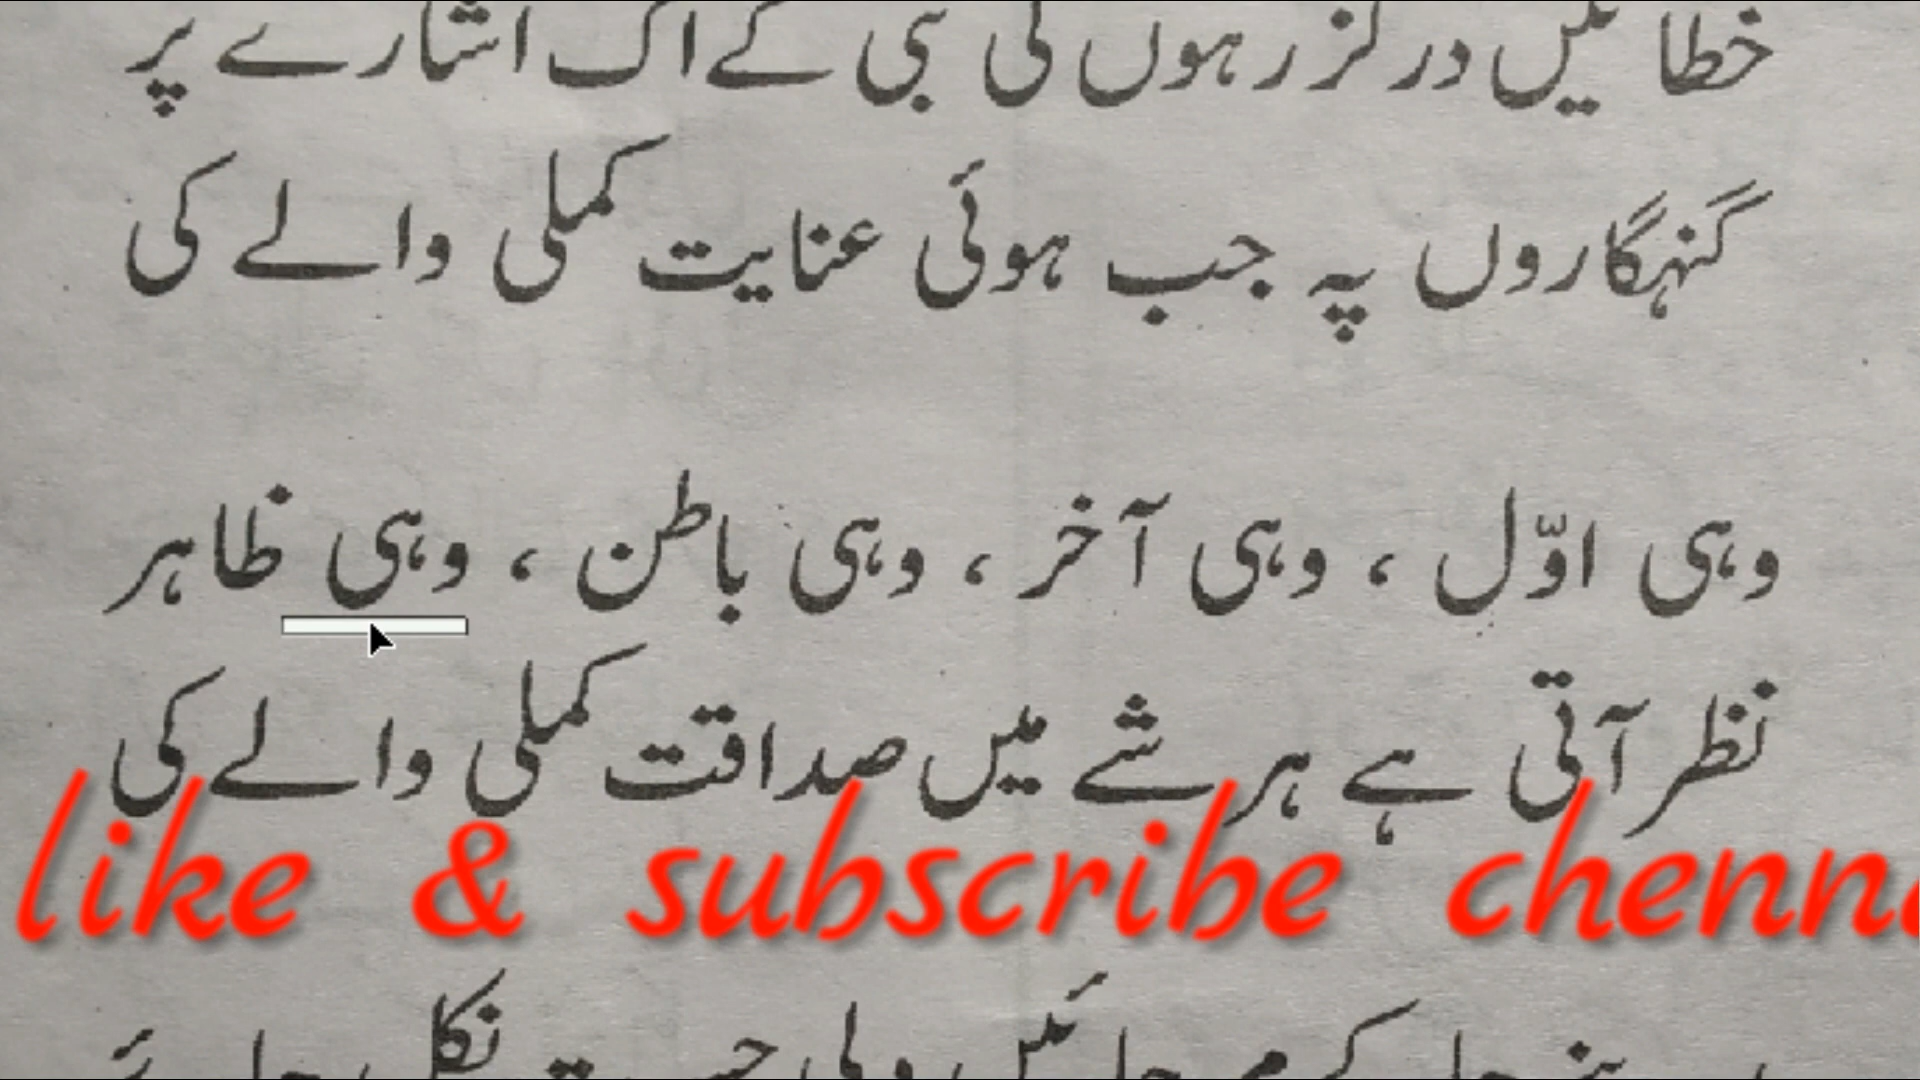 خطائیں درگزر ہوں گی نبی کے اک اشارے پر
گنہگاروں پہ جب ہوئی عنایت کملی والے کی
وہی اوّل ، وہی آخر ، وہی باطن ، وہی ظاہر
نظر آتی ہے ہر شے میں صداقت کملی والے کی
like & subscribe chenn